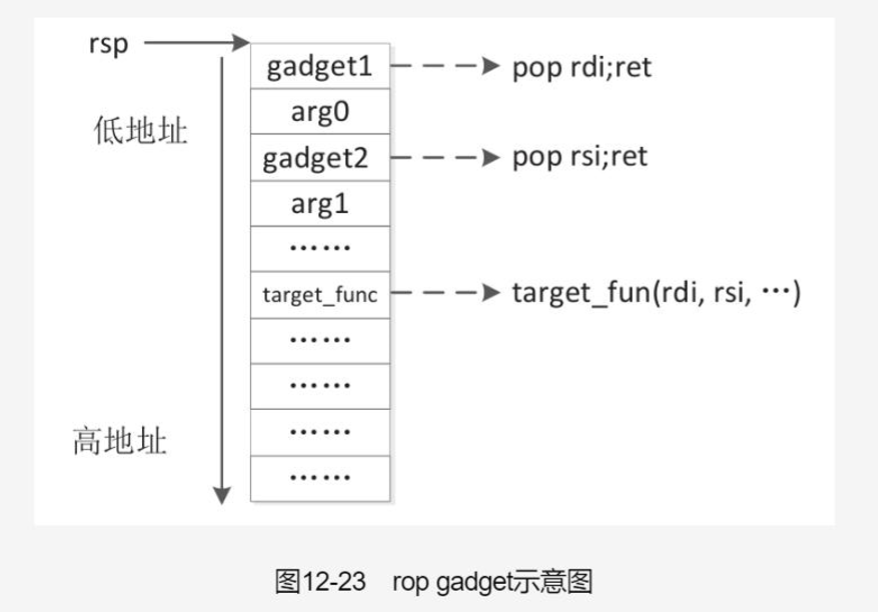 rsp
gadget1
pop rdi;ret
低地址
arg0
gadget2
pop rsi;ret
arg1
······
target_func
target_fun(rdi, rsi, ···)
······
······
高地址
······
······
图12-23 rop gadget示意图